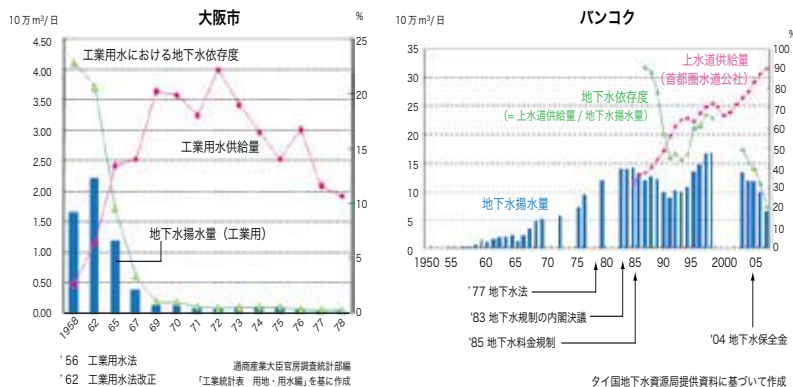 大阪市
10万m³/日
%
4.50
4.00
3.50
3.00
2.50
2.00
1.50
1.00
0.50
0.00
25
20
15
10
5
0
工業用水における地下水依存度
工業用水供給量
地下水揚水量（工業用）
1958 62 65 67 69 70 71 72 73 74 75 76 77 78
'56 工業用水法
'62 工業用水法改正
通商産業大臣官房調査統計部編
「工業統計表 用地・用水編」を基に作成
バンコク
10万m³/日
%
35
30
25
20
15
10
5
0
100
90
80
70
60
50
40
30
20
10
0
上水道供給量
（首都圏水道公社）
地下水依存度
（= 上水道供給量 / 地下水揚水量）
地下水揚水量
1950 55 60 65 70 75 80 85 90 95 2000 05
'77 地下水法
'83 地下水規制の内閣決議
'85 地下水料金規制
'04 地下水保全金
タイ国地下水資源局提供資料に基づいて作成